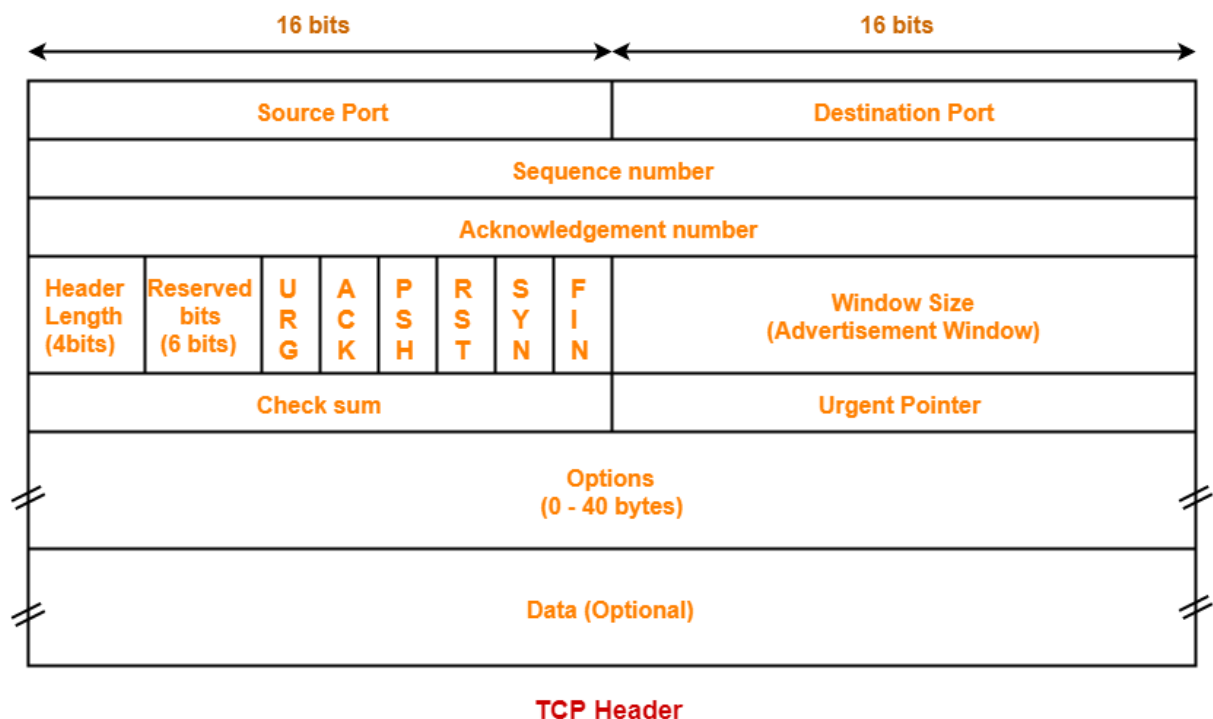 16 bits
16 bits
Source Port
Destination Port
Sequence number
Acknowledgement number
Header
Length
(4bits)
Reserved
bits
(6 bits)
U
R
G
A
C
K
P
S
H
R
S
T
S
Y
N
F
I
N
Window Size
(Advertisement Window)
Check sum
Urgent Pointer
Options
(0 - 40 bytes)
Data (Optional)
TCP Header